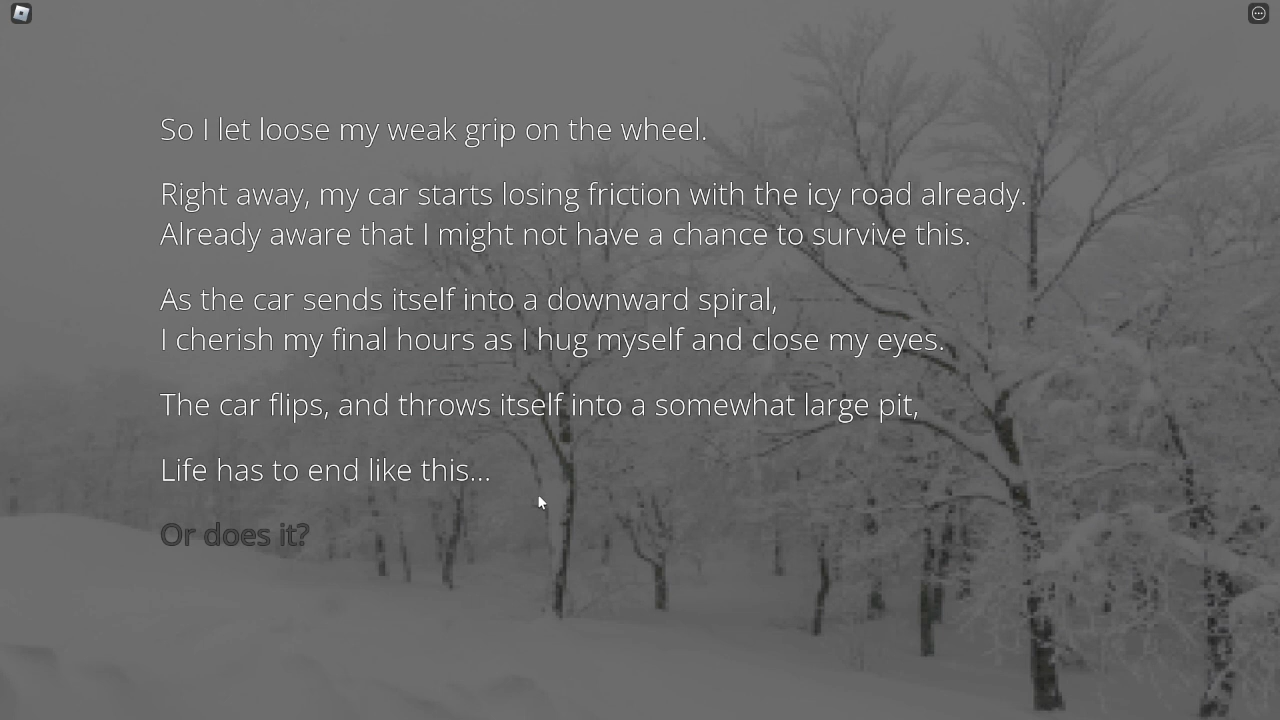 So I let loose my weak grip on the wheel.
Right away, my car starts losing friction with the icy road already.
Already aware that I might not have a chance to survive this.
As the car sends itself into a downward spiral,
I cherish my final hours as I hug myself and close my eyes.
The car flips, and throws itself into a somewhat large pit,
Life has to end like this...
Or does it?